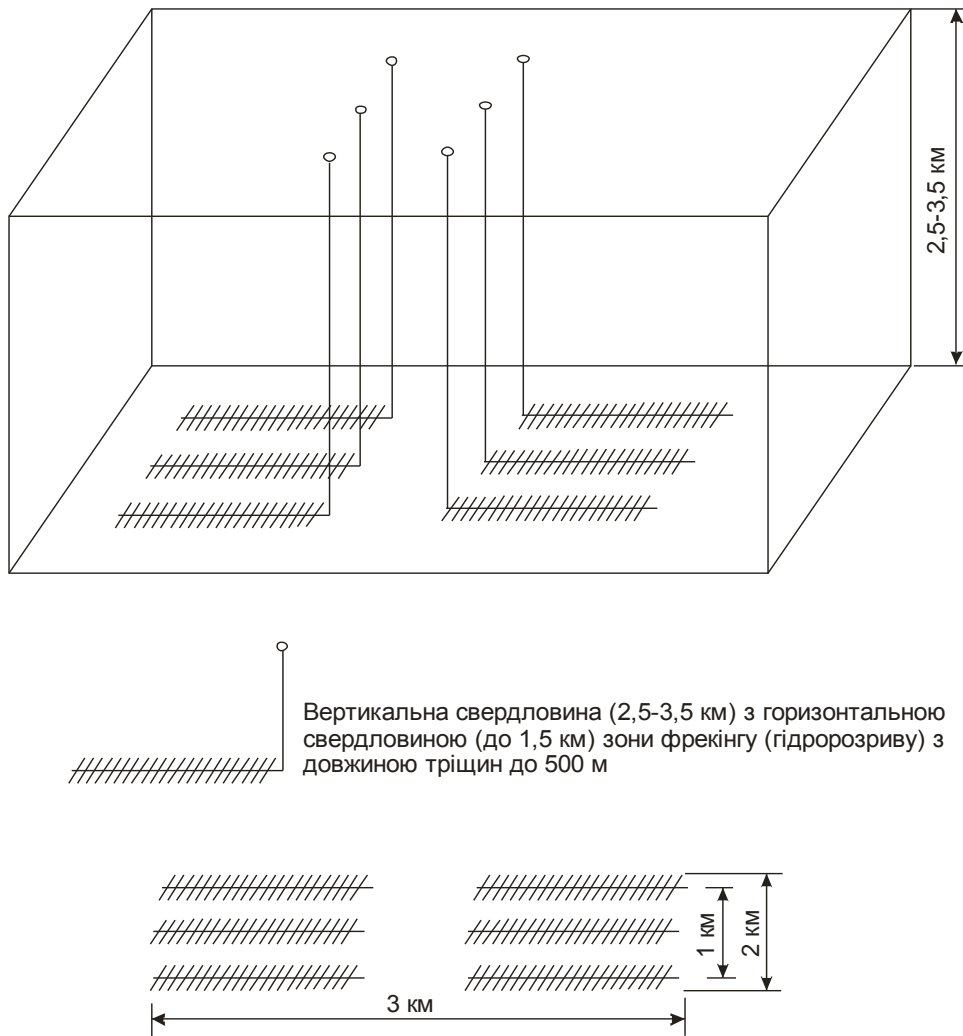 2,5-3,5 км
Вертикальна свердловина (2,5-3,5 км) з горизонтальною
свердловиною (до 1,5 км) зони фрекінгу (гідророзриву) з
довжиною тріщин до 500 м
1 км
2 км
3 км